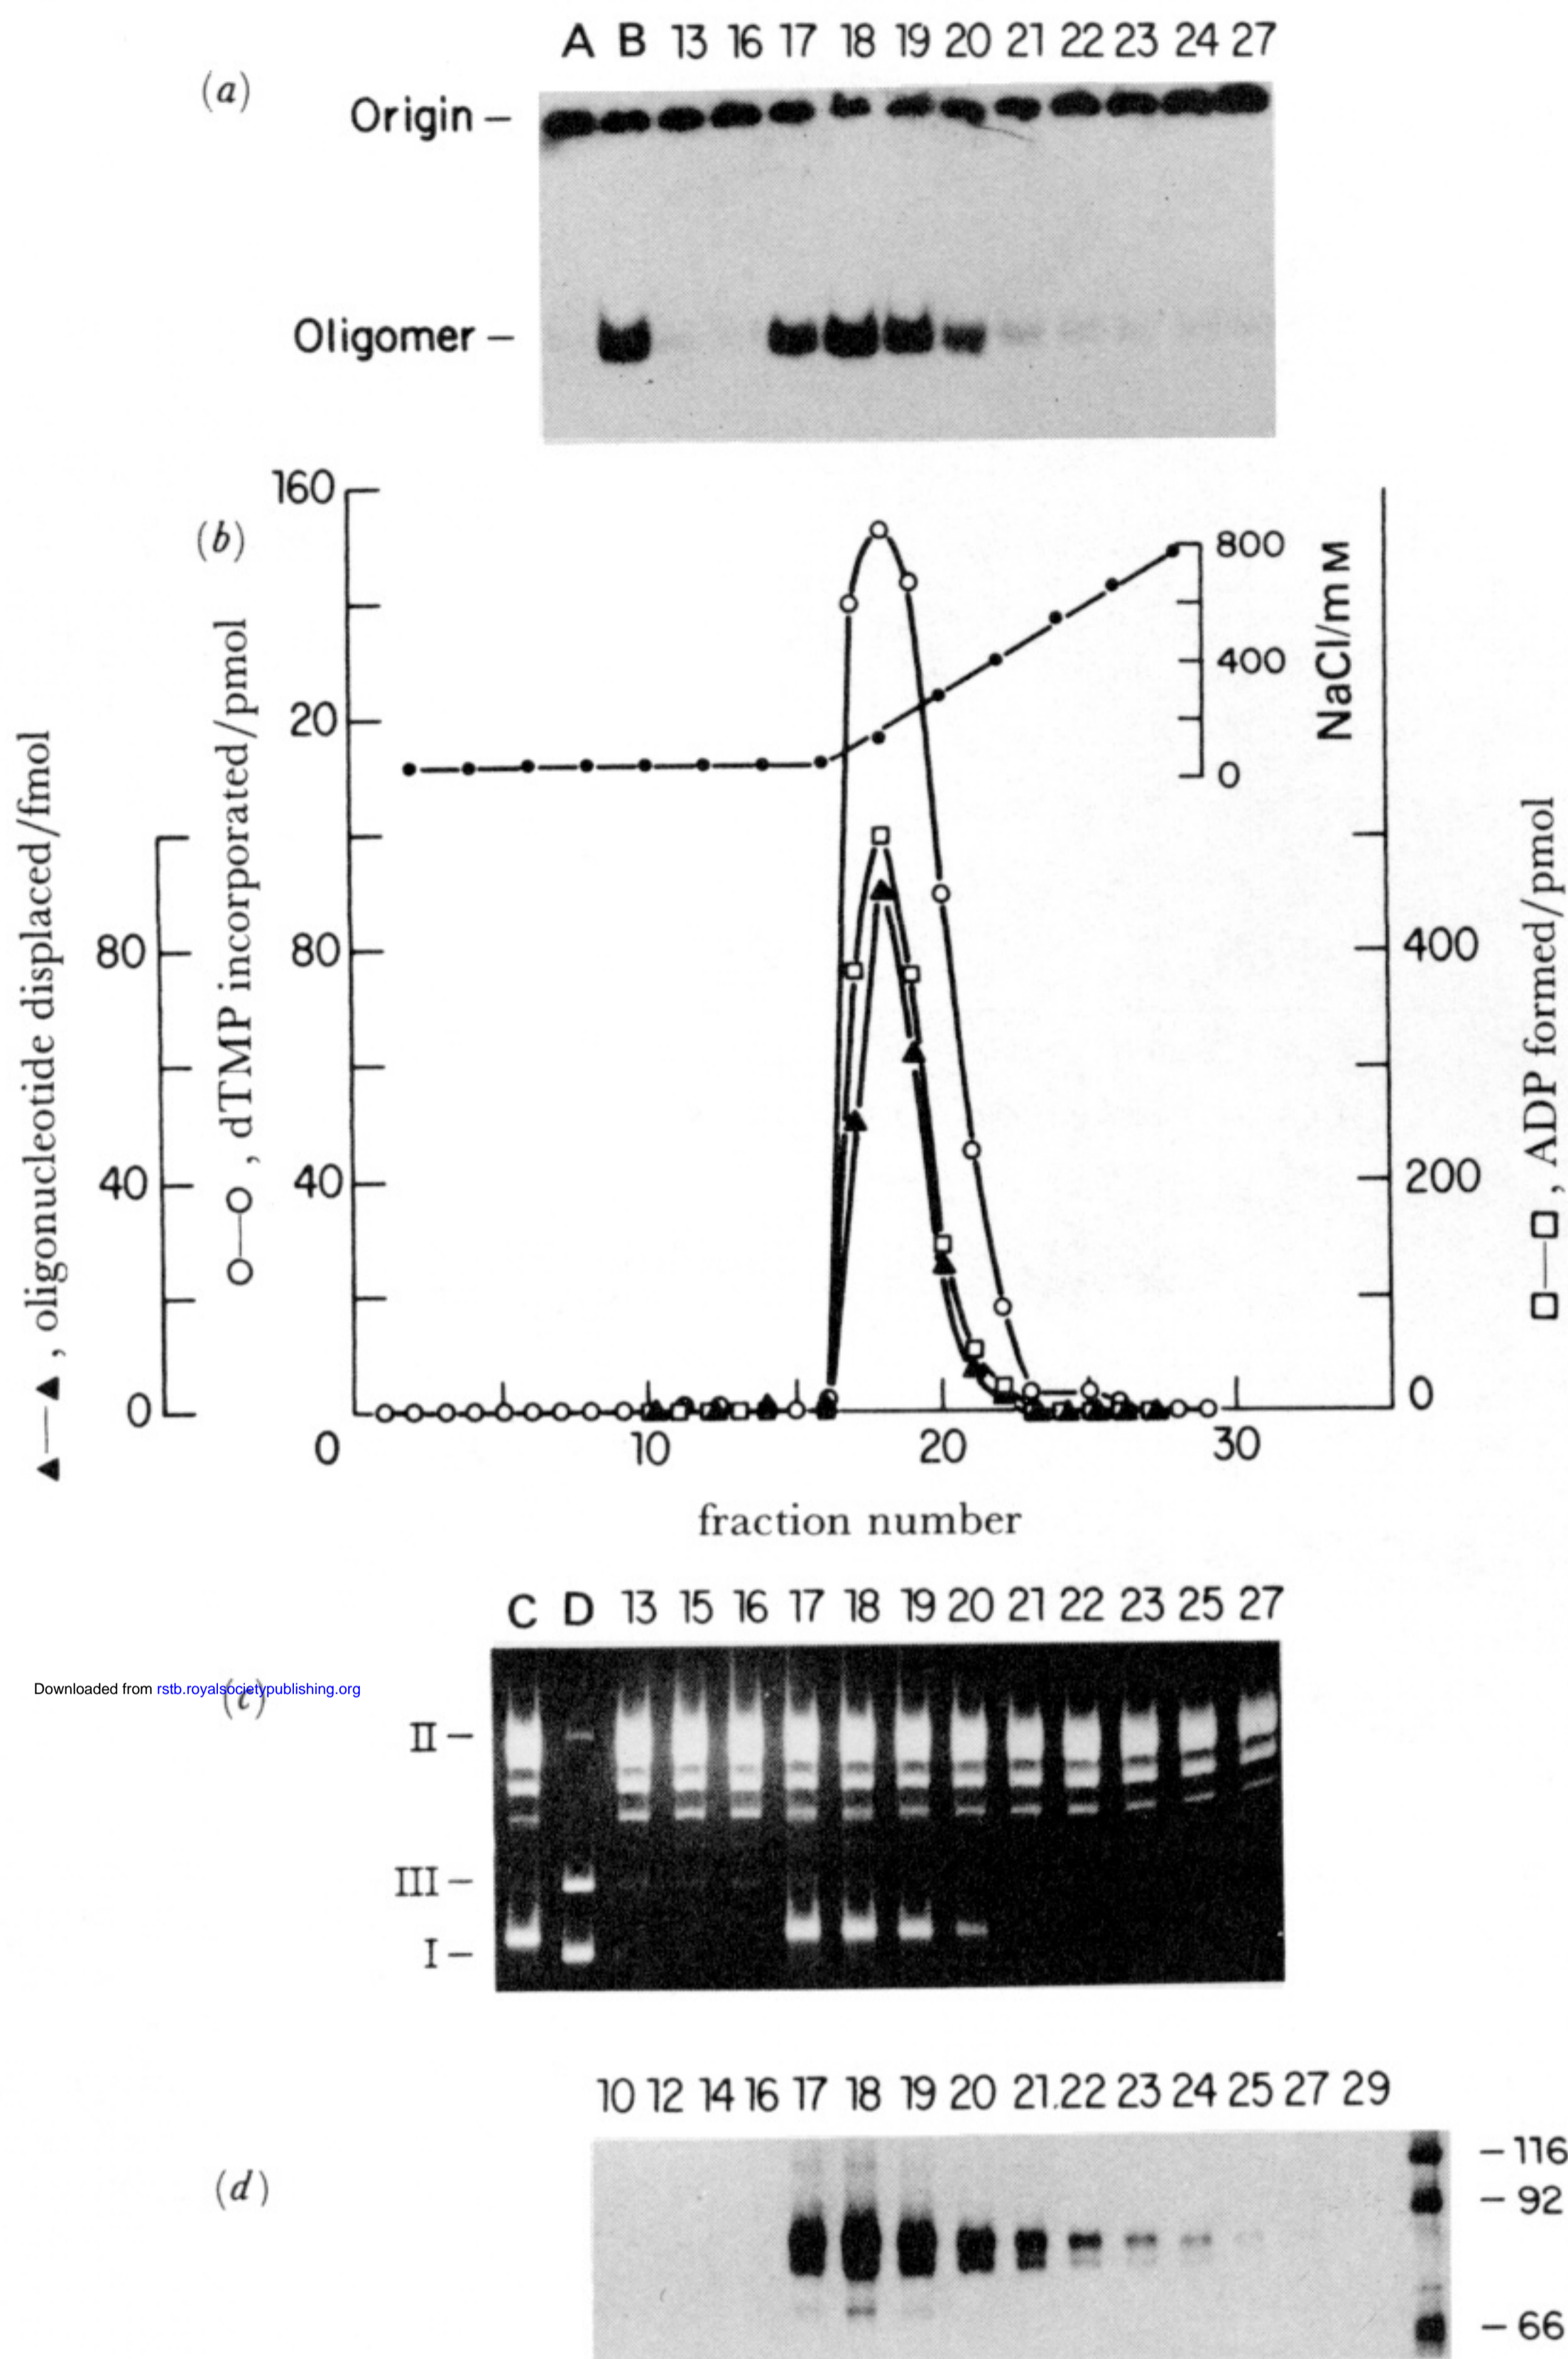 A B 13 16 17 18 19 20 21 22 23 24 27
(a)
Origin –
Oligomer –
(b)
160
20
80
40
80
40
0
▲—▲, oligonucleotide displaced/fmol
○—○, dTMP incorporated/pmol
800
400
0
NaCl/mM
400
200
0
□—□, ADP formed/pmol
0 10 20 30
fraction number
C D 13 15 16 17 18 19 20 21 22 23 25 27
Downloaded from rstb.royalsocietypublishing.org
(c)
II –
III –
I –
10 12 14 16 17 18 19 20 21 22 23 24 25 27 29
(d)
– 116
– 92
– 66